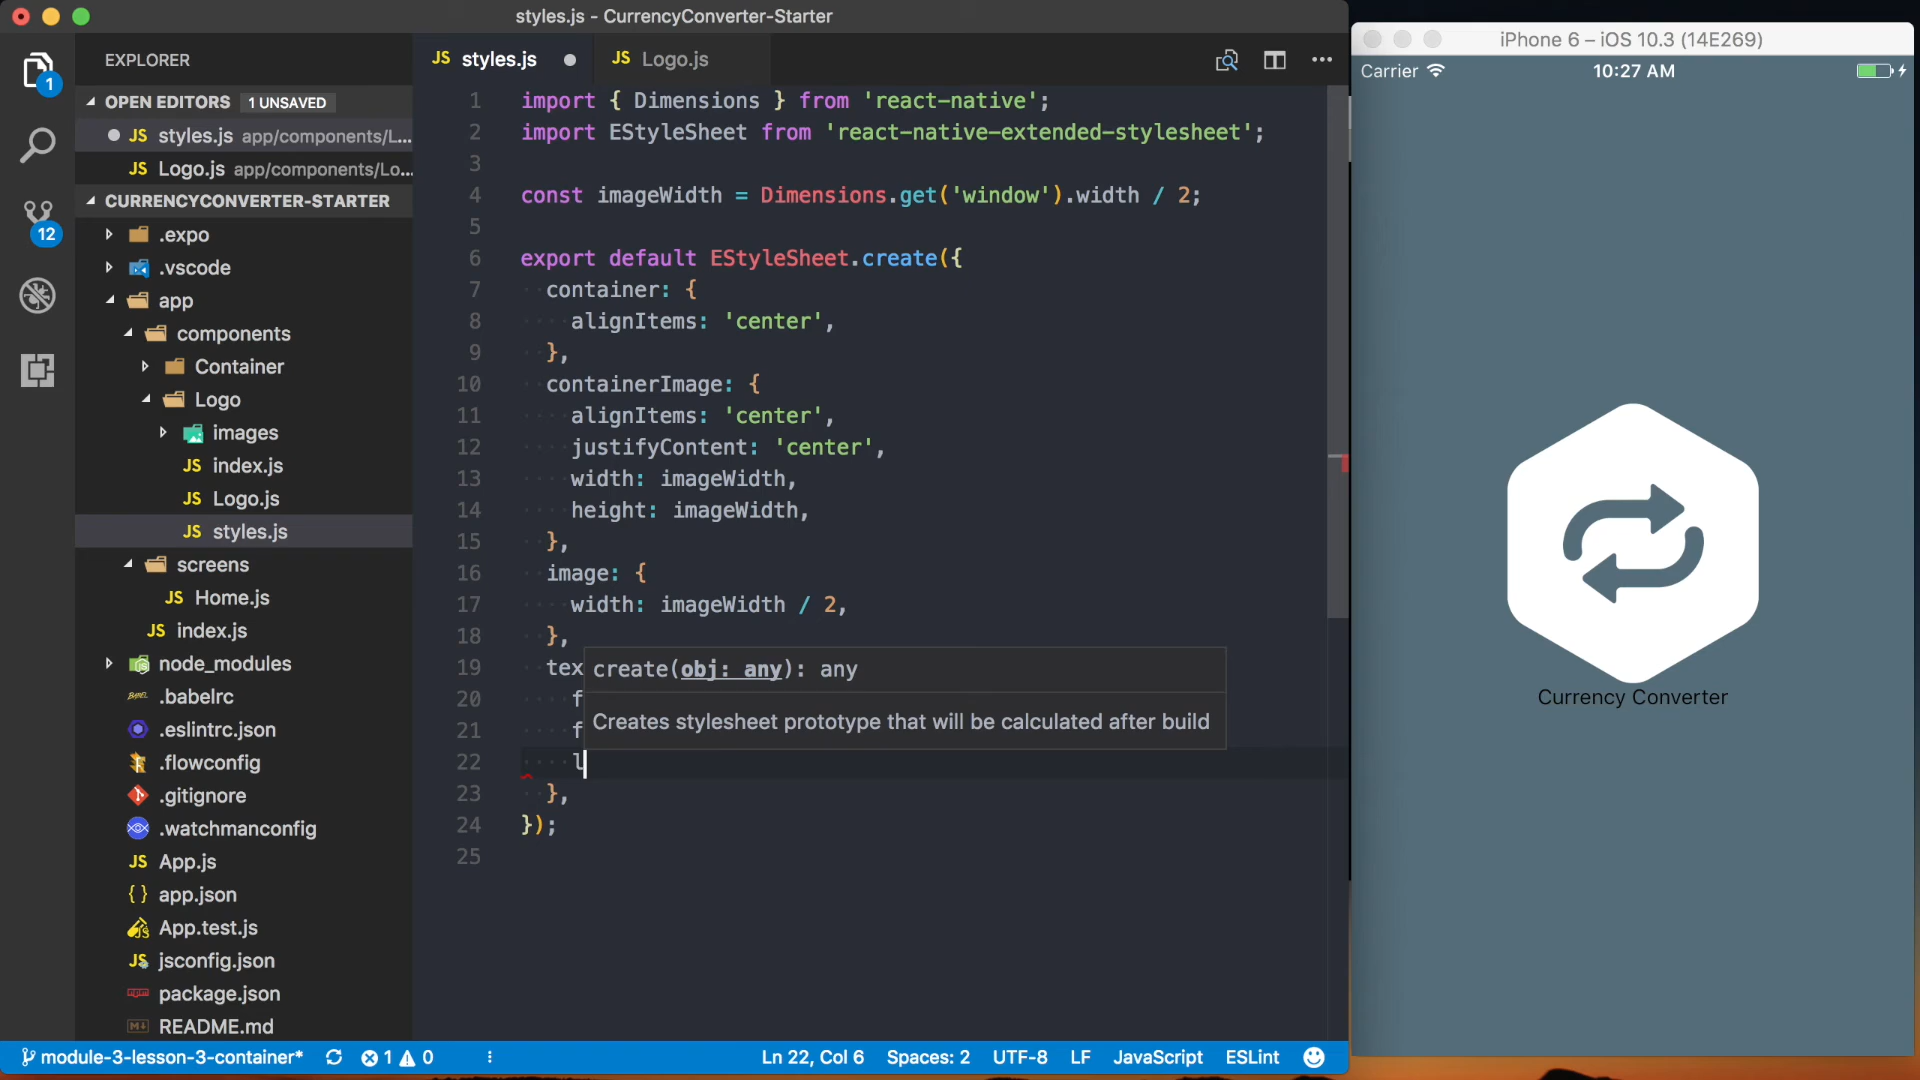 styles.js - CurrencyConverter-Starter
EXPLORER
OPEN EDITORS 1 UNSAVED
JS styles.js app/components/L...
JS Logo.js app/components/Lo...
CURRENCYCONVERTER-STARTER
.expo
.vscode
app
components
Container
Logo
images
JS index.js
JS Logo.js
JS styles.js
screens
JS Home.js
JS index.js
node_modules
.babelrc
.eslintrc.json
.flowconfig
.gitignore
.watchmanconfig
JS App.js
{ } app.json
App.test.js
JS jsconfig.json
package.json
README.md
1
12
JS styles.js
JS Logo.js
1 import { Dimensions } from 'react-native';
2 import EStyleSheet from 'react-native-extended-stylesheet';
3
4 const imageWidth = Dimensions.get('window').width / 2;
5
6 export default EStyleSheet.create({
7 container: {
8 alignItems: 'center',
9 },
10 containerImage: {
11 alignItems: 'center',
12 justifyContent: 'center',
13 width: imageWidth,
14 height: imageWidth,
15 },
16 image: {
17 width: imageWidth / 2,
18 },
19 tex
20 f
21 f
22 l
23 },
24 });
25
create(obj: any): any
Creates stylesheet prototype that will be calculated after build
module-3-lesson-3-container* 1 0
Ln 22, Col 6 Spaces: 2 UTF-8 LF JavaScript ESLint
iPhone 6 – iOS 10.3 (14E269)
Carrier 10:27 AM
Currency Converter